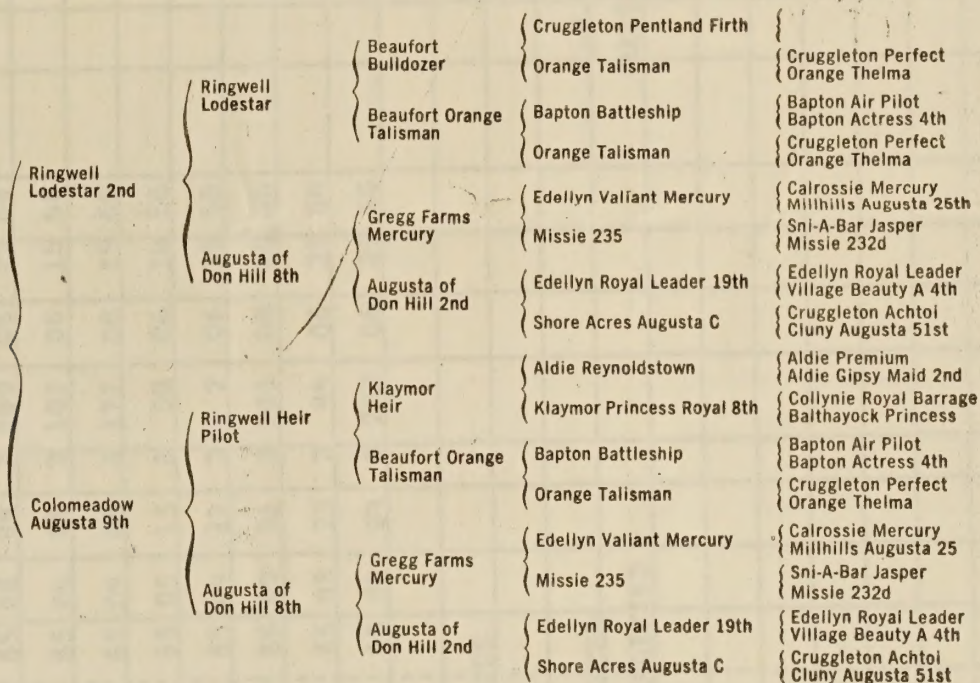 Ringwell
Lodestar 2nd
Colomeadow
Augusta 9th
Ringwell
Lodestar
Augusta of
Don Hill 8th
Ringwell Heir
Pilot
Augusta of
Don Hill 8th
Beaufort
Bulldozer
Beaufort Orange
Talisman
Gregg Farms
Mercury
Augusta of
Don Hill 2nd
Klaymor
Heir
Beaufort Orange
Talisman
Gregg Farms
Mercury
Augusta of
Don Hill 2nd
Cruggleton Pentland Firth
Orange Talisman
Bapton Battleship
Orange Talisman
Edellyn Valiant Mercury
Missie 235
Edellyn Royal Leader 19th
Shore Acres Augusta C
Aldie Reynoldstown
Klaymor Princess Royal 8th
Bapton Battleship
Orange Talisman
Edellyn Valiant Mercury
Missie 235
Edellyn Royal Leader 19th
Shore Acres Augusta C
Cruggleton Perfect
Orange Thelma
Bapton Air Pilot
Bapton Actress 4th
Cruggleton Perfect
Orange Thelma
Calrossie Mercury
Millhills Augusta 25th
Sni-A-Bar Jasper
Missie 232d
Edellyn Royal Leader
Village Beauty A 4th
Cruggleton Achtoi
Cluny Augusta 51st
Aldie Premium
Aldie Gipsy Maid 2nd
Collynie Royal Barrage
Balthayock Princess
Bapton Air Pilot
Bapton Actress 4th
Cruggleton Perfect
Orange Thelma
Calrossie Mercury
Millhills Augusta 25
Sni-A-Bar Jasper
Missie 232d
Edellyn Royal Leader
Village Beauty A 4th
Cruggleton Achtoi
Cluny Augusta 51st